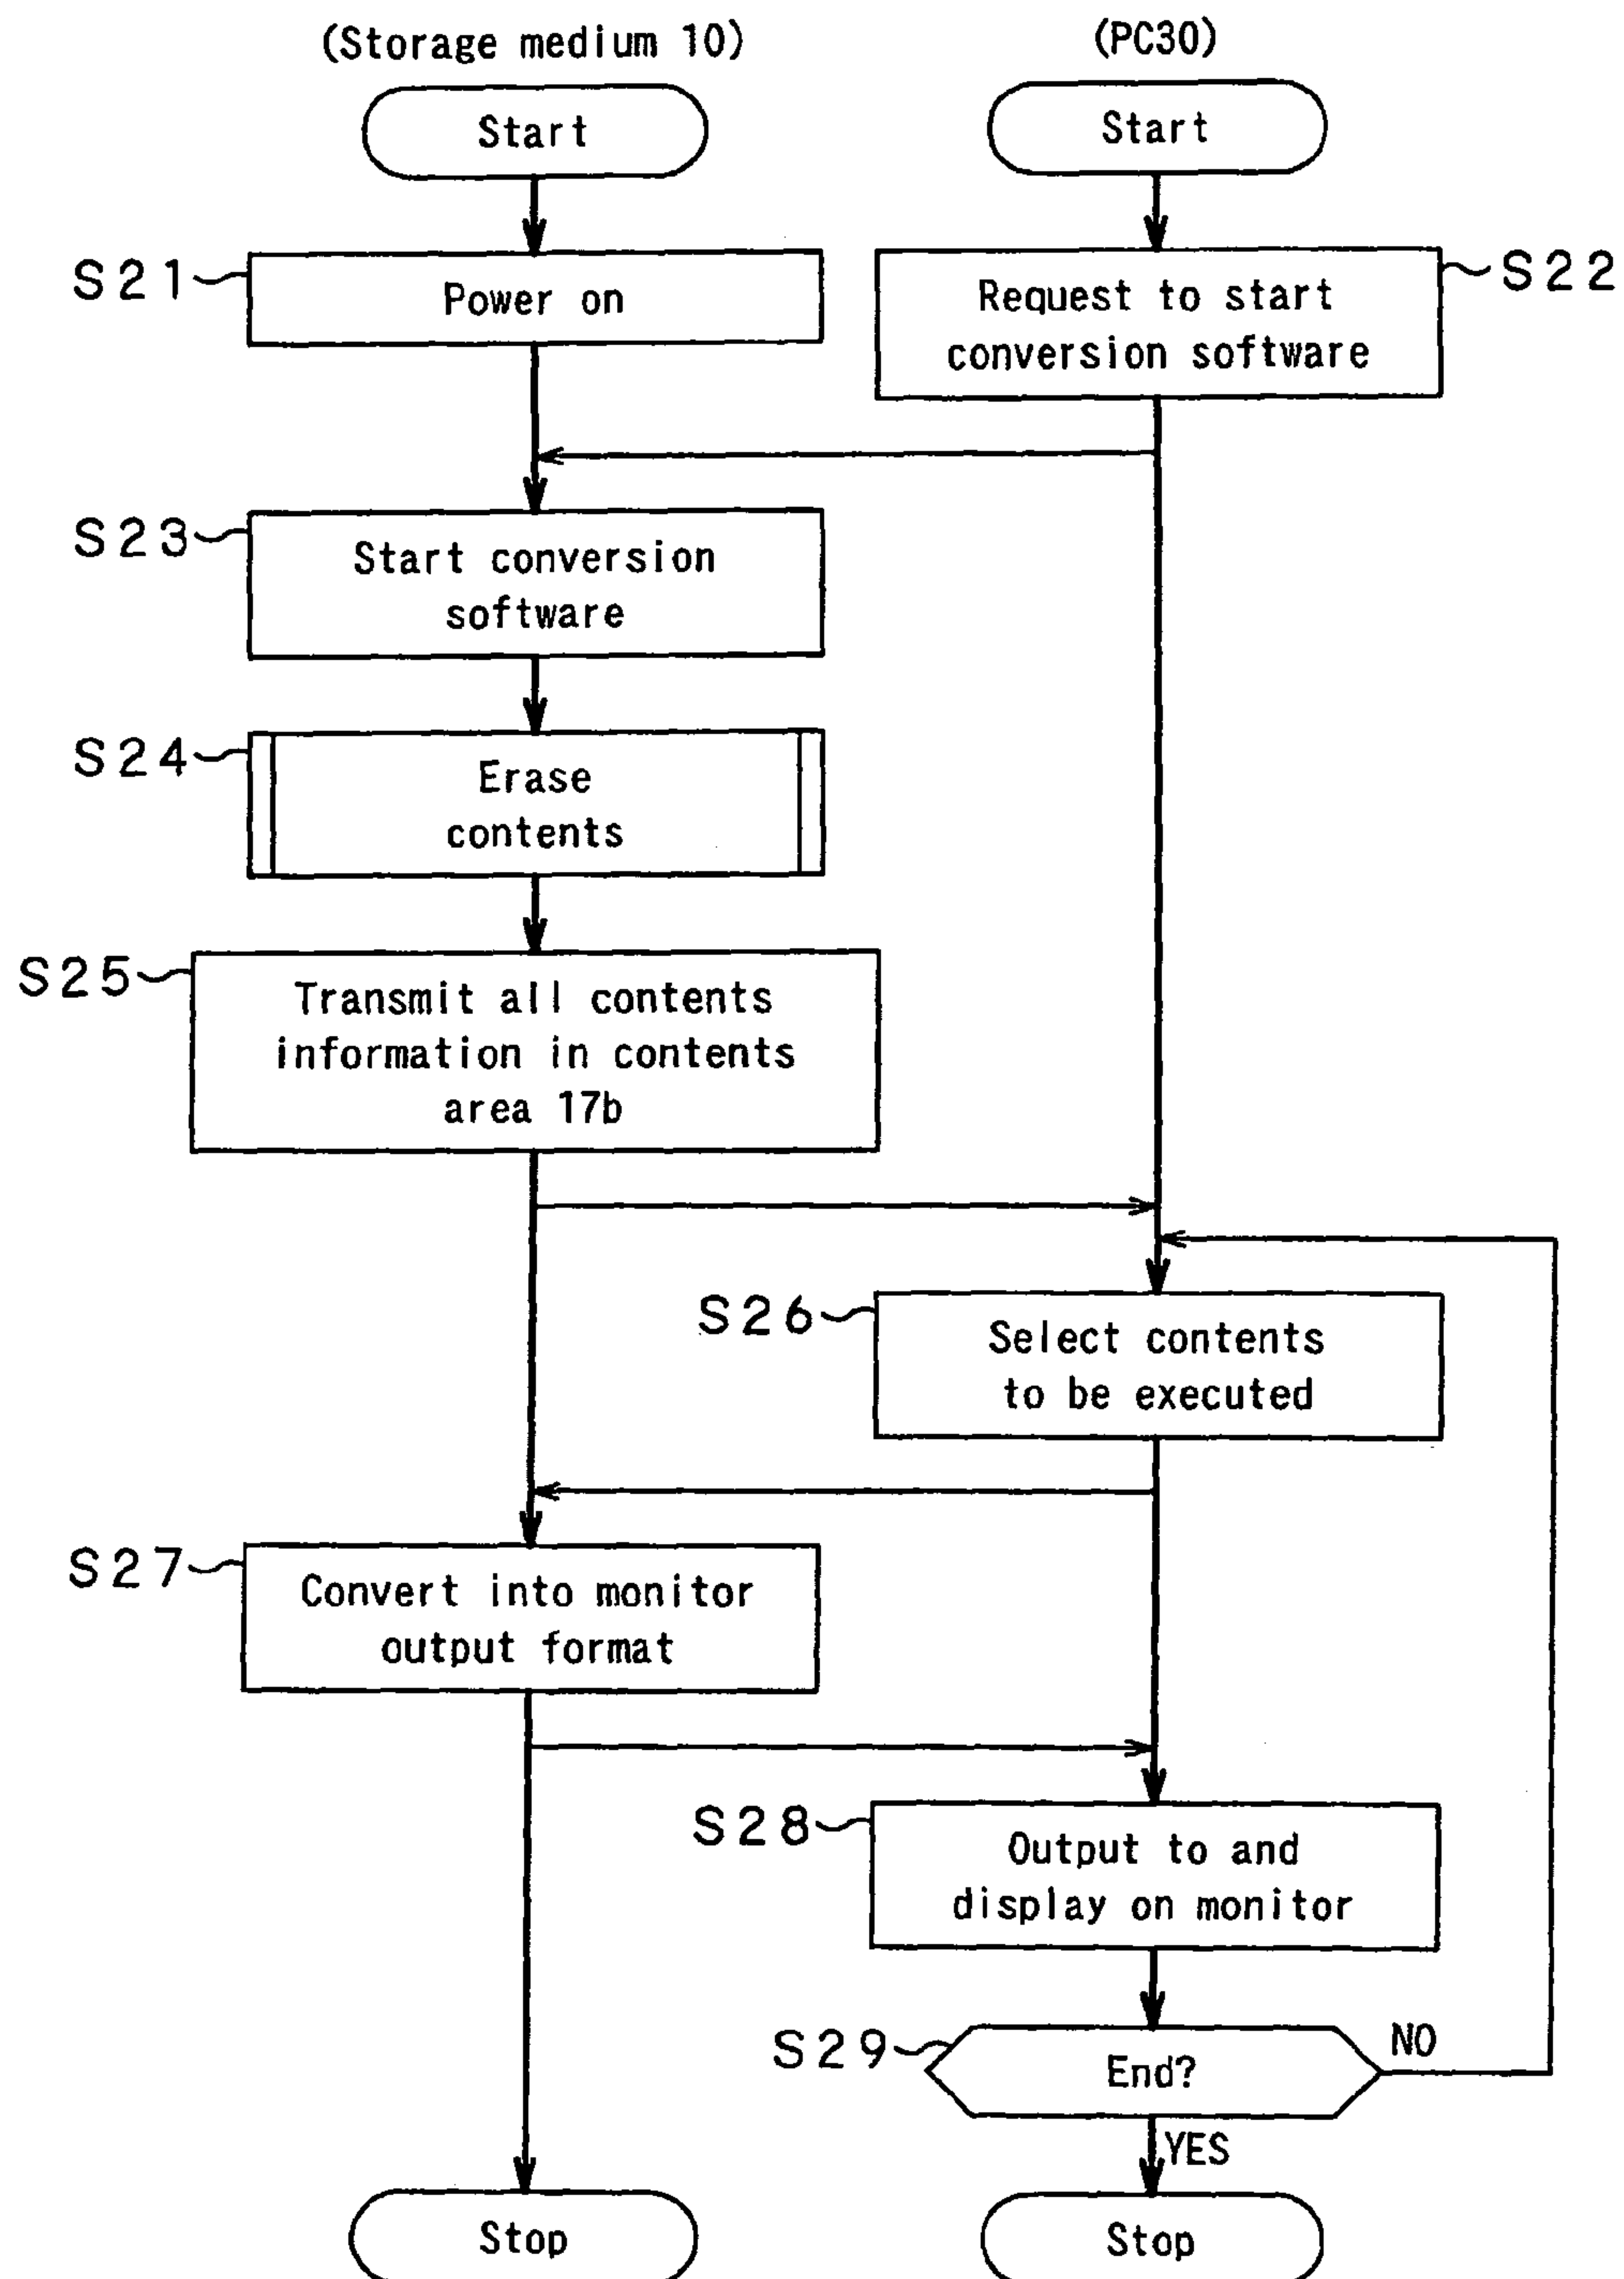 (Storage medium 10)
(PC30)
Start
Start
S21
Power on
Request to start
conversion software
S22
S23
Start conversion
software
S24
Erase
contents
S25
Transmit all contents
information in contents
area 17b
S26
Select contents
to be executed
S27
Convert into monitor
output format
S28
Output to and
display on monitor
S29
End?
NO
YES
Stop
Stop